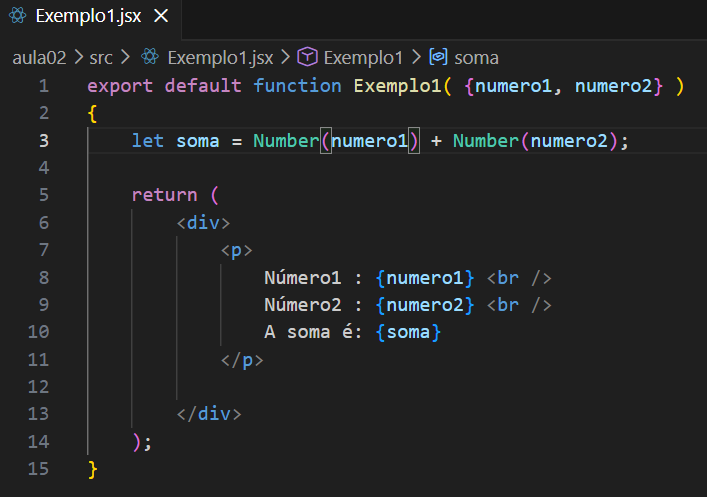 Exemplo1.jsx ×
aula02 > src > Exemplo1.jsx > Exemplo1 > soma
1 export default function Exemplo1( {numero1, numero2} )
2 {
3     let soma = Number(numero1) + Number(numero2);
4
5     return (
6         <div>
7             <p>
8                 Número1 : {numero1} <br />
9                 Número2 : {numero2} <br />
10                 A soma é: {soma}
11             </p>
12
13         </div>
14     );
15 }